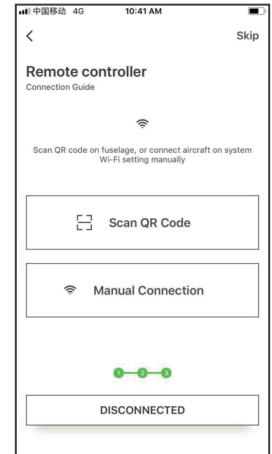 中国移动 4G 10:41 AM
Skip
Remote controller
Connection Guide
Scan QR code on fuselage, or connect aircraft on system
Wi-Fi setting manually
Scan QR Code
Manual Connection
1 2 3
DISCONNECTED